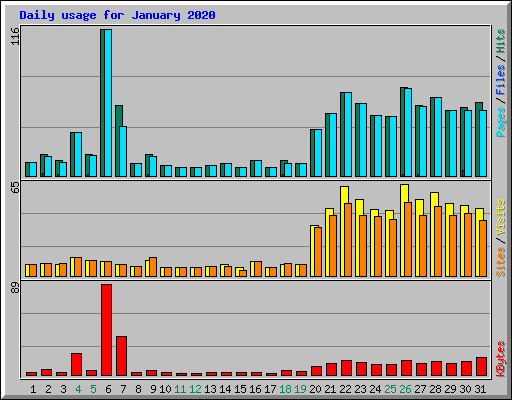 Daily usage for January 2020
116
Pages / Files / Hits
65
Sites / Visits
89
KBytes
1 2 3 4 5 6 7 8 9 10 11 12 13 14 15 16 17 18 19 20 21 22 23 24 25 26 27 28 29 30 31